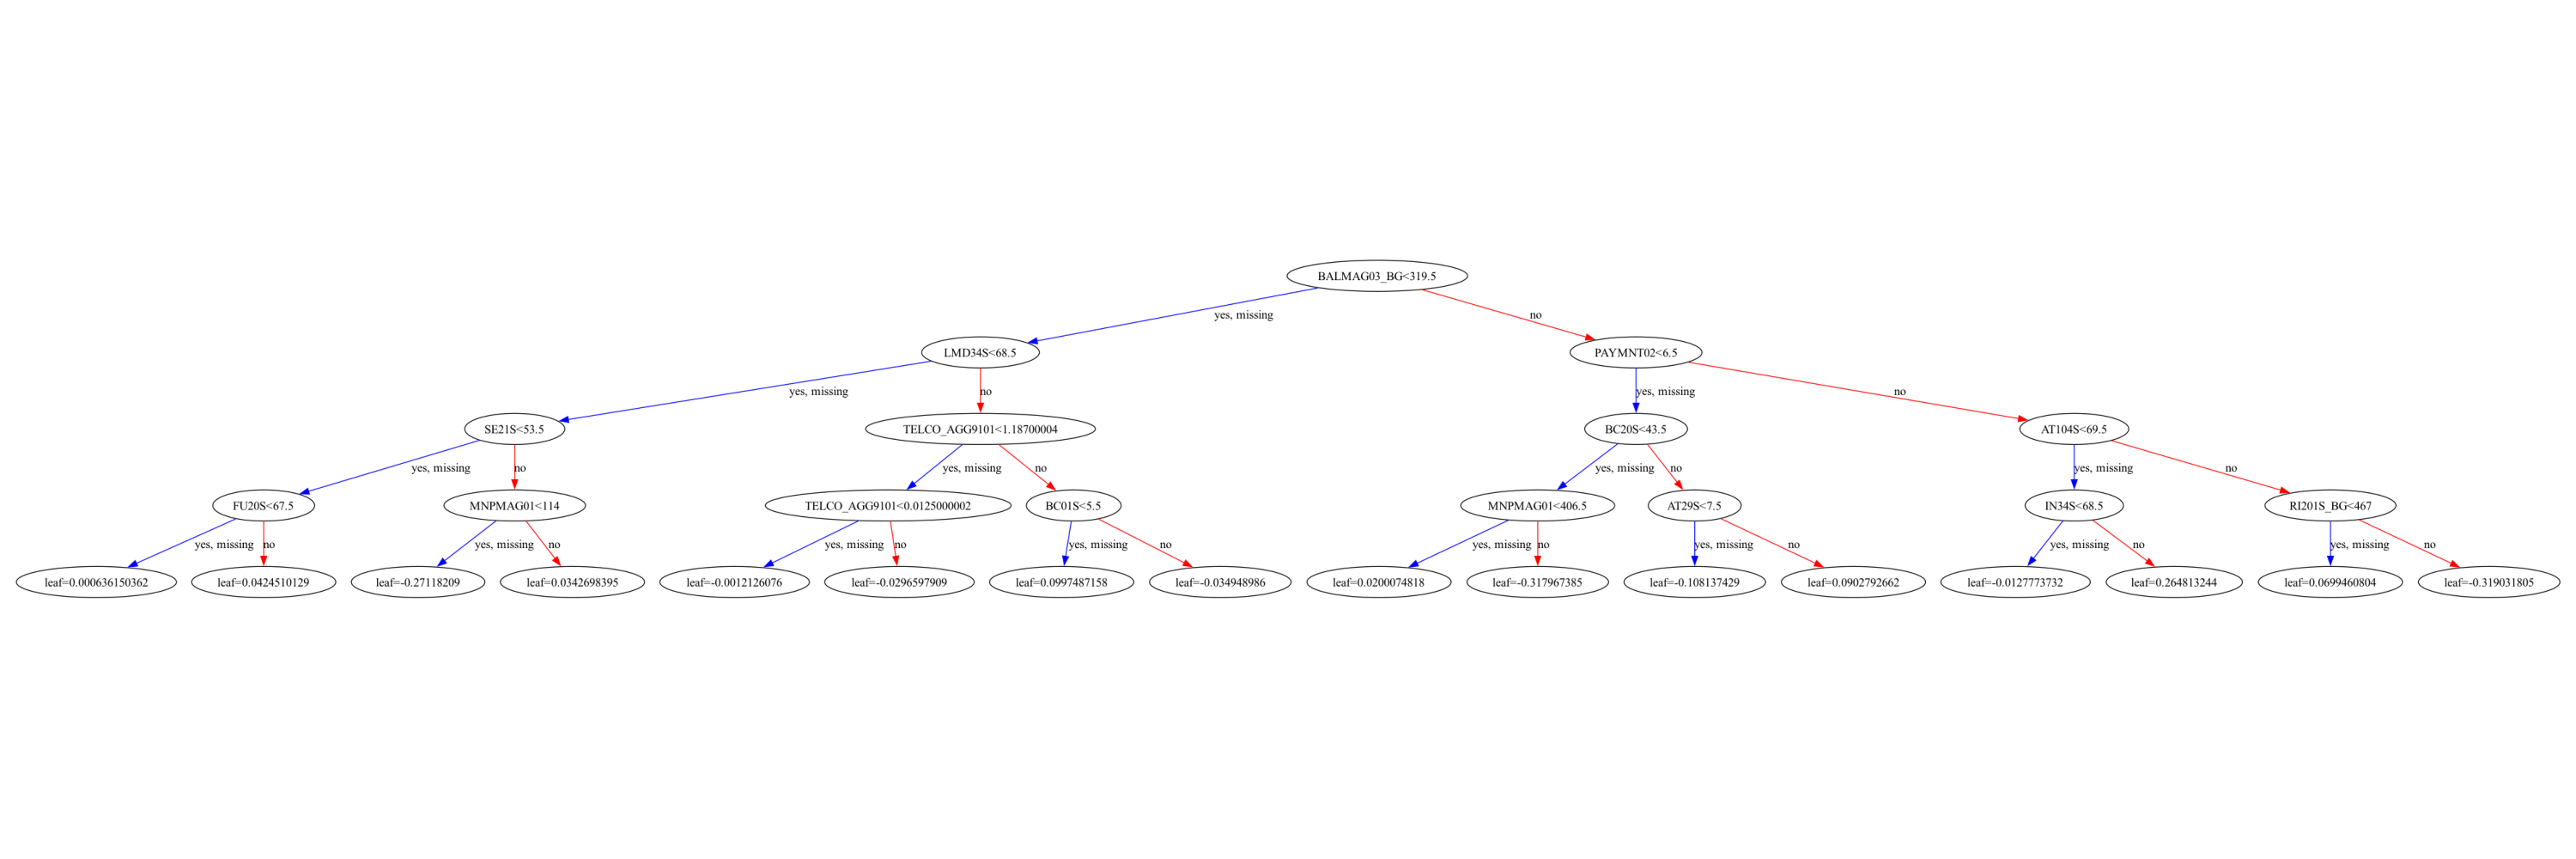 BALMAG03_BG<319.5
yes, missing
no
LMD34S<68.5
PAYMNT02<6.5
yes, missing
no
yes, missing
no
SE21S<53.5
TELCO_AGG9101<1.18700004
BC20S<43.5
AT104S<69.5
yes, missing
no
yes, missing
no
yes, missing
no
yes, missing
no
FU20S<67.5
MNPMAG01<114
TELCO_AGG9101<0.0125000002
BC01S<5.5
MNPMAG01<406.5
AT29S<7.5
IN34S<68.5
RI201S_BG<467
yes, missing
no
yes, missing
no
yes, missing
no
yes, missing
no
yes, missing
no
yes, missing
no
yes, missing
no
yes, missing
no
leaf=0.000636150362
leaf=0.0424510129
leaf=-0.27118209
leaf=0.0342698395
leaf=-0.0012126076
leaf=-0.0296597909
leaf=0.0997487158
leaf=-0.034948986
leaf=0.0200074818
leaf=-0.317967385
leaf=-0.108137429
leaf=0.0902792662
leaf=-0.0127773732
leaf=0.264813244
leaf=0.0699460804
leaf=-0.319031805